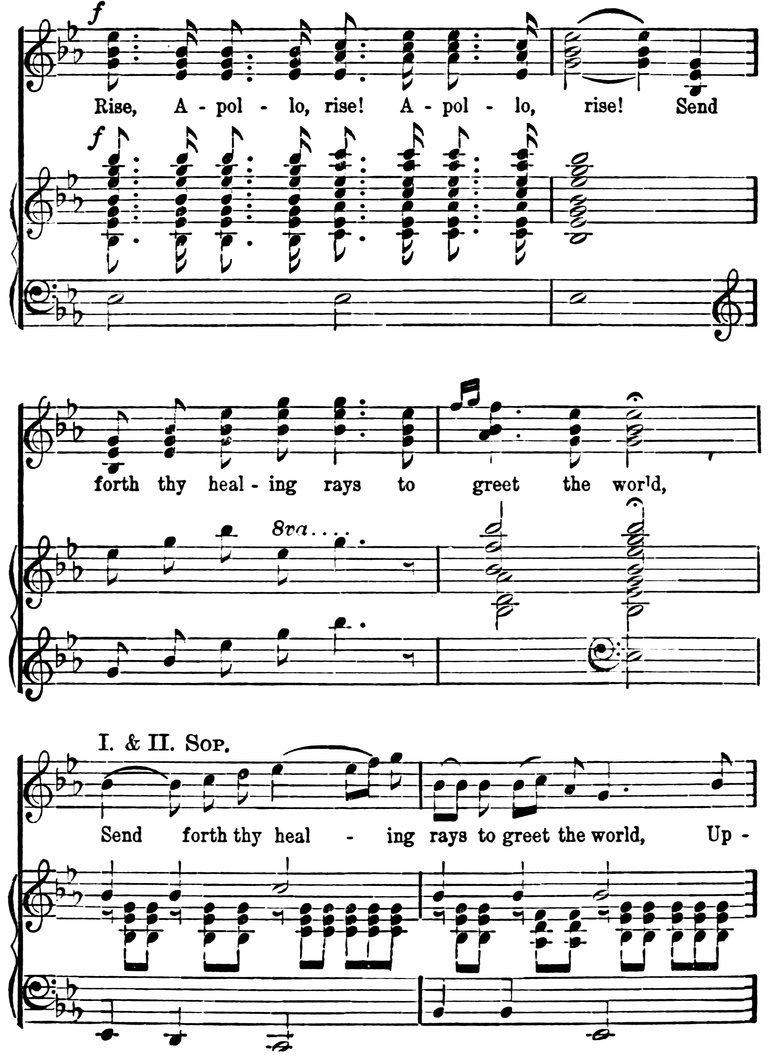 f
Rise, A - pol - lo, rise! A - pol - lo, rise! Send
f
forth thy heal - ing rays to greet the world,
8va....
I. & II. Sop.
Send forth thy heal - ing rays to greet the world, Up -